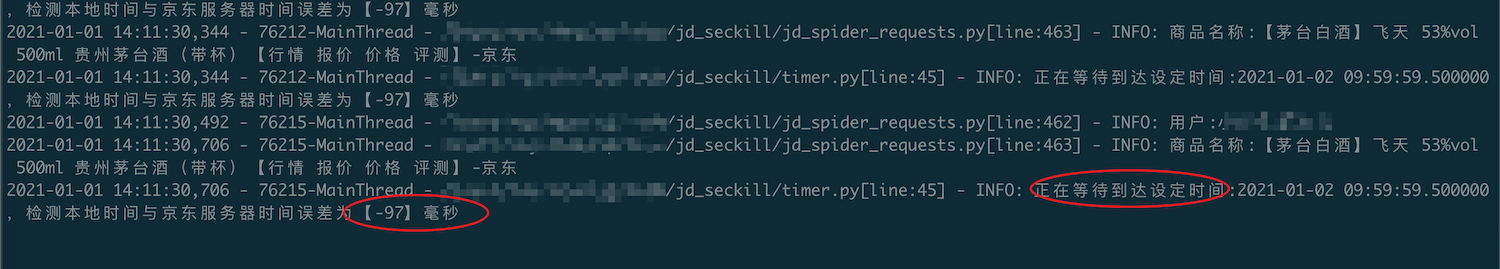 , 检测本地时间与京东服务器时间误差为【-97】毫秒
2021-01-01 14:11:30,344 - 76212-MainThread - /jd_seckill/jd_spider_requests.py[line:463] - INFO: 商品名称:【茅台白酒】飞天 53%vol
500ml 贵州茅台酒（带杯）【行情 报价 价格 评测】-京东
2021-01-01 14:11:30,344 - 76212-MainThread - /jd_seckill/timer.py[line:45] - INFO: 正在等待到达设定时间:2021-01-02 09:59:59.500000
, 检测本地时间与京东服务器时间误差为【-97】毫秒
2021-01-01 14:11:30,492 - 76215-MainThread - /jd_seckill/jd_spider_requests.py[line:462] - INFO: 用户:
2021-01-01 14:11:30,706 - 76215-MainThread - /jd_seckill/jd_spider_requests.py[line:463] - INFO: 商品名称:【茅台白酒】飞天 53%vol
500ml 贵州茅台酒（带杯）【行情 报价 价格 评测】-京东
2021-01-01 14:11:30,706 - 76215-MainThread - /jd_seckill/timer.py[line:45] - INFO: 正在等待到达设定时间:2021-01-02 09:59:59.500000
, 检测本地时间与京东服务器时间误差为【-97】毫秒